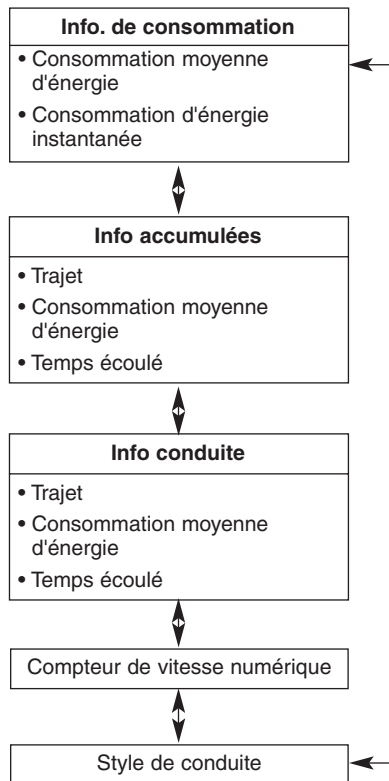 Info. de consommation
• Consommation moyenne
d'énergie
• Consommation d'énergie
instantanée
Info accumulées
• Trajet
• Consommation moyenne
d'énergie
• Temps écoulé
Info conduite
• Trajet
• Consommation moyenne
d'énergie
• Temps écoulé
Compteur de vitesse numérique
Style de conduite